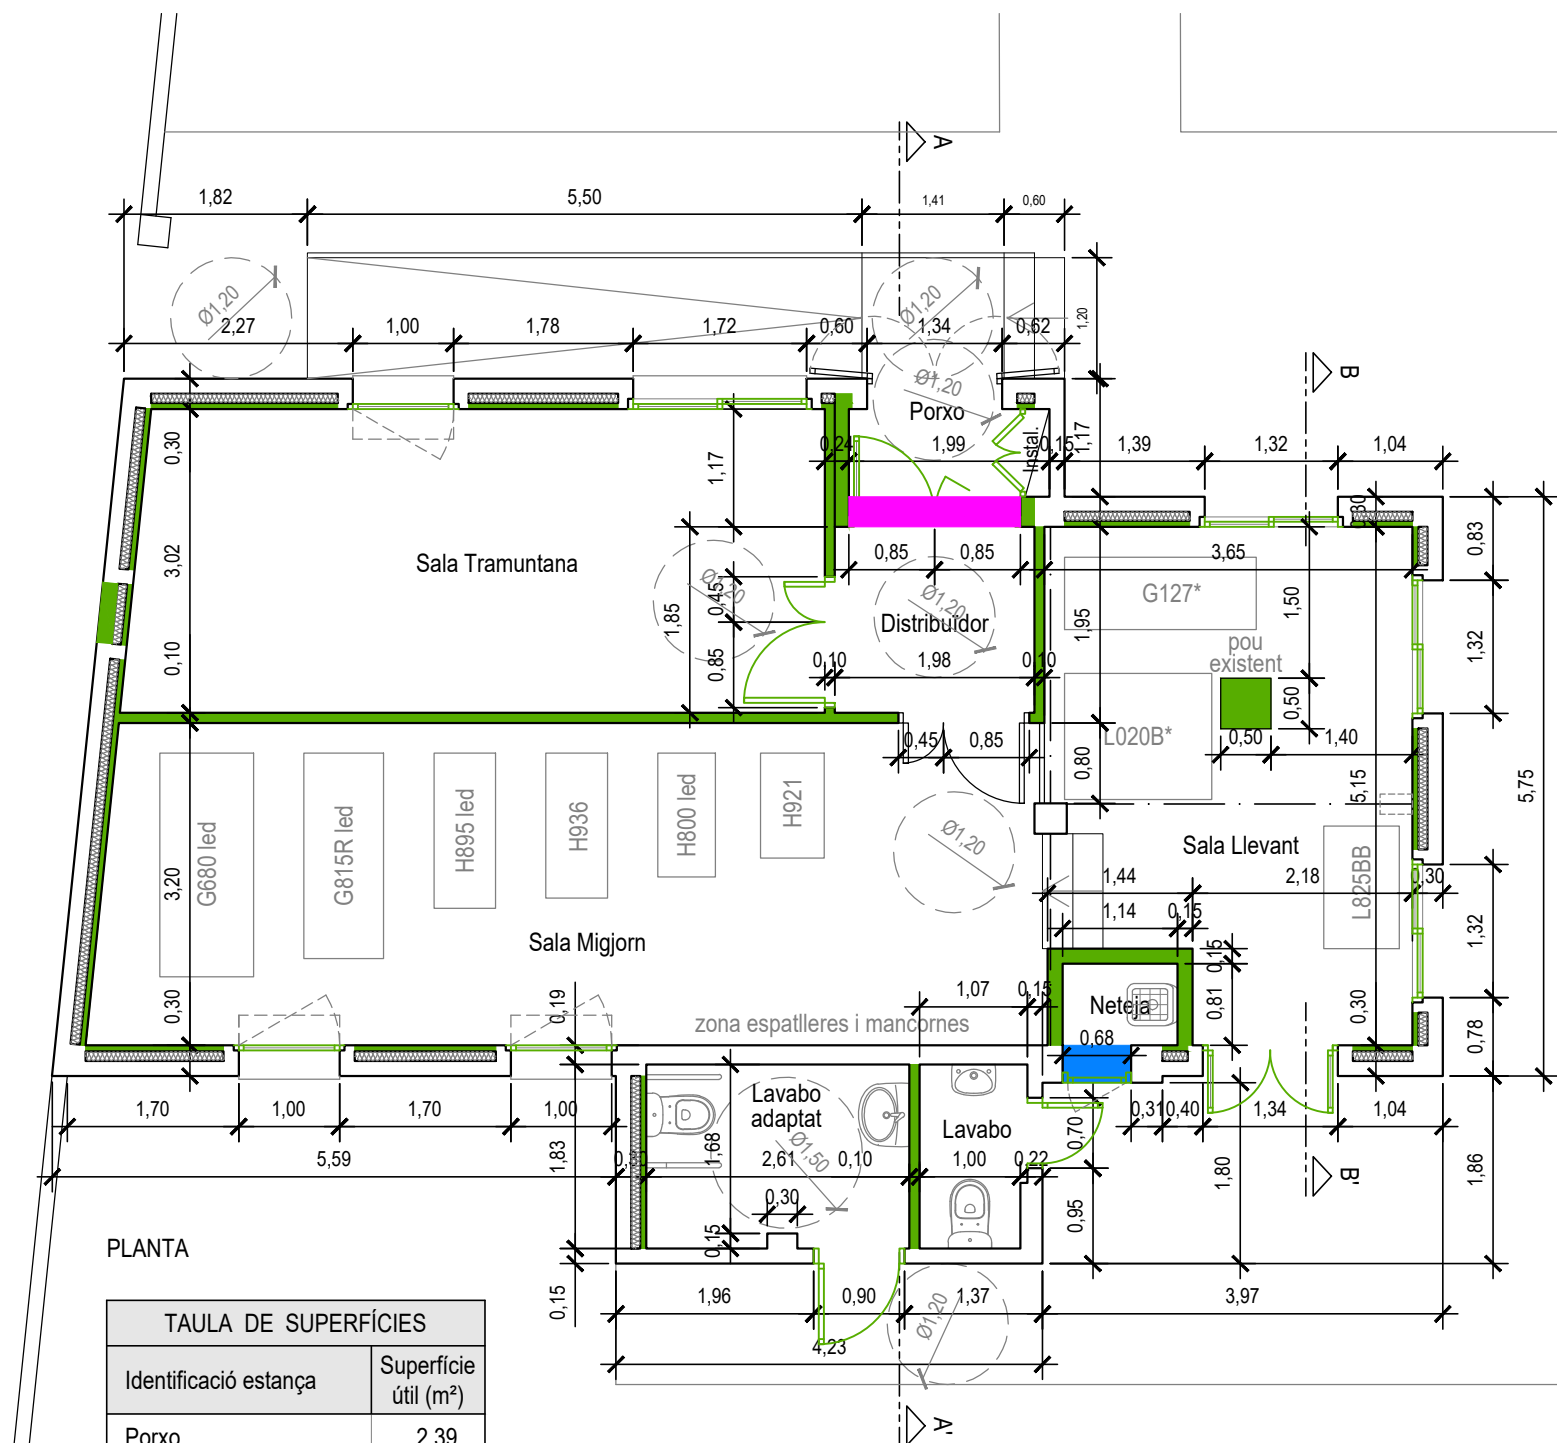 A
1,82
5,50
1,41
0,60
Ø1,20
Ø1,20
2,27
1,00
1,78
1,72
0,60
1,34
0,62
1,20
B
Ø1,20
Porxo
0,30
1,17
0,24
1,99
Instal.
0,15
1,17
1,39
1,32
1,04
0,30
0,83
Sala Tramuntana
3,02
0,85
0,85
3,65
Ø1,20
0,45
Ø1,20
G127*
1,50
1,85
Distribuïdor
1,95
pou
existent
1,32
0,10
0,85
0,10
1,98
0,10
0,50
L020B*
0,45
0,85
0,80
0,50
1,40
5,15
5,75
G680 led
G815R led
H895 led
H936
H800 led
H921
Ø1,20
Sala Llevant
L825BB
3,20
1,44
2,18
0,30
1,14
0,15
Sala Migjorn
0,15
1,32
0,30
0,19
1,07
0,15
Neteja
0,81
0,30
zona espatlleres i mancornes
0,68
0,78
1,70
1,00
1,70
1,00
Lavabo
adaptat
Lavabo
0,70
0,31
0,40
1,34
1,04
5,59
1,83
1,68
2,61
Ø1,50
0,10
1,00
0,22
1,80
B'
1,86
0,30
0,95
PLANTA
0,15
0,15
1,96
0,90
1,37
Ø1,20
3,97
4,23
TAULA DE SUPERFÍCIES
Identificació estança
Superfície
útil (m²)
Porxo
2,39
A'